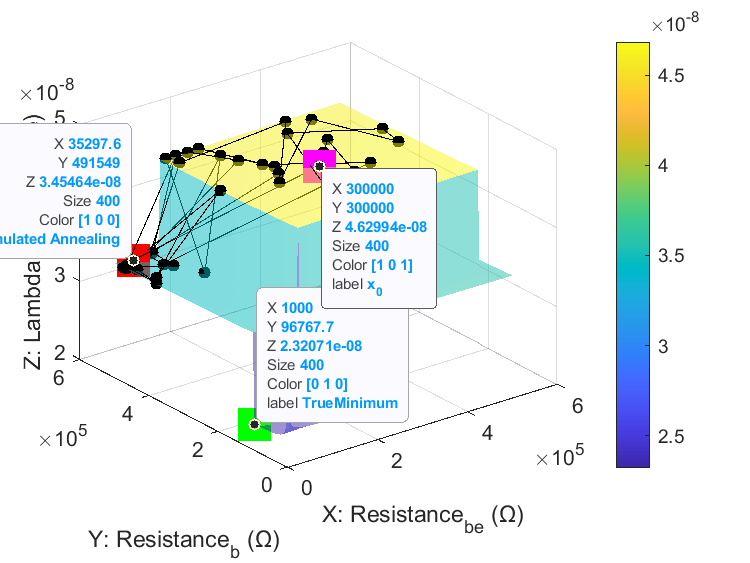 ×10⁻⁸
×10⁻⁸
5
3
2
Z: Lambda
X 35297.6
Y 491549
Z 3.45464e-08
Size 400
Color [1 0 0]
mulated Annealing
X 300000
Y 300000
Z 4.62994e-08
Size 400
Color [1 0 1]
label x₀
X 1000
Y 96767.7
Z 2.32071e-08
Size 400
Color [0 1 0]
label TrueMinimum
6
4
2
0
×10⁵
Y: Resistance_b (Ω)
0
2
4
6
×10⁵
X: Resistance_be (Ω)
4.5
4
3.5
3
2.5